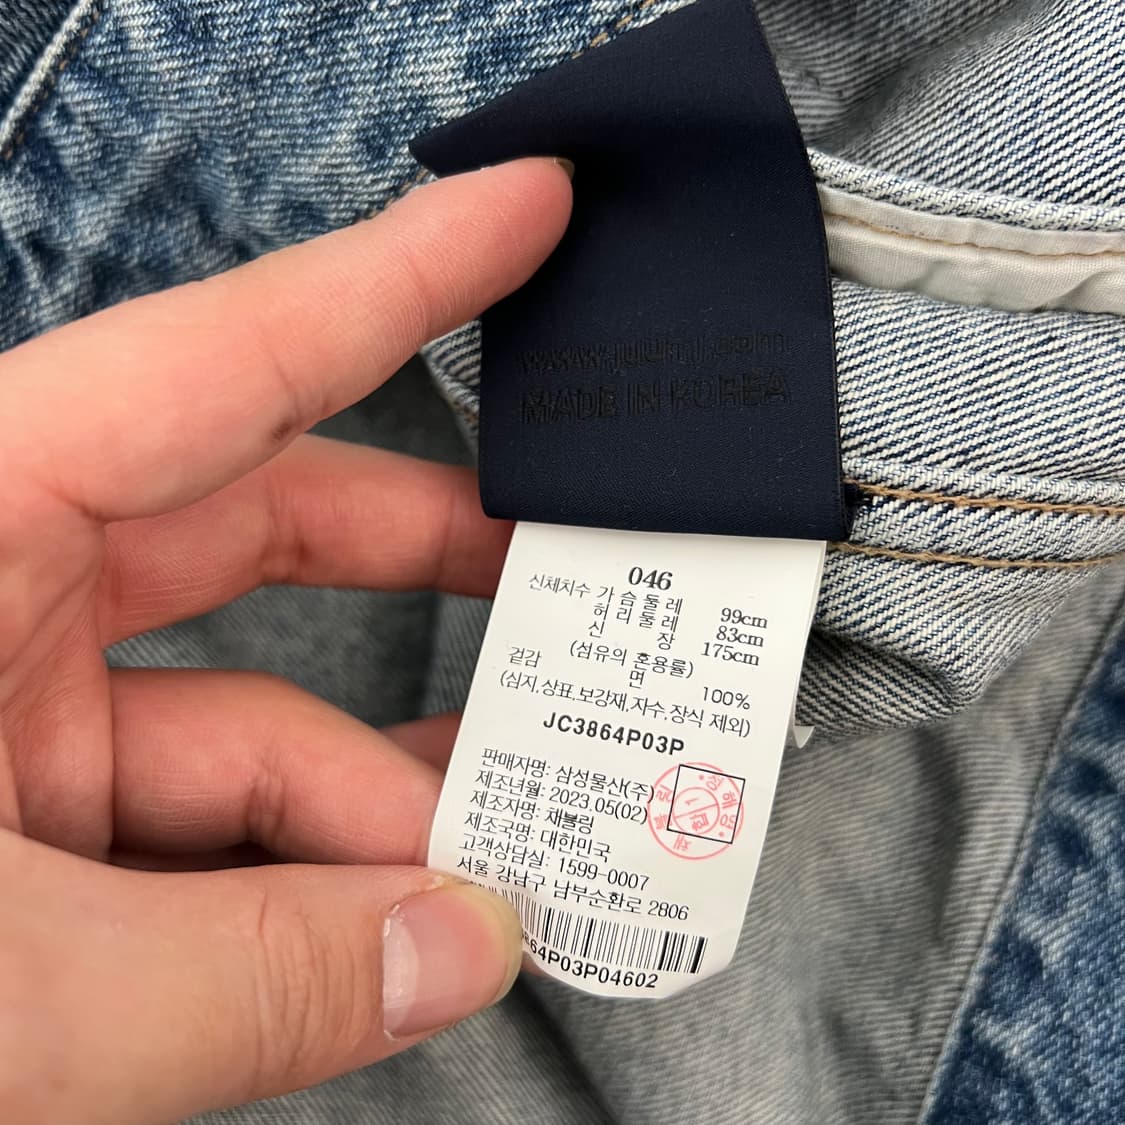 www.juunj.com
MADE IN KOREA
046
신체치수 가슴둘레 99cm
허리둘레 83cm
신장 175cm
(섬유의 혼용률)
겉감 면 100%
(심지,상표,보강재,자수,장식 제외)
JC3864P03P
판매자명: 삼성물산(주)
제조년월: 2023.05(02)
제조자명: 채블링
제조국명: 대한민국
고객상담실: 1599-0007
서울 강남구 남부순환로 2806
64P03P04602